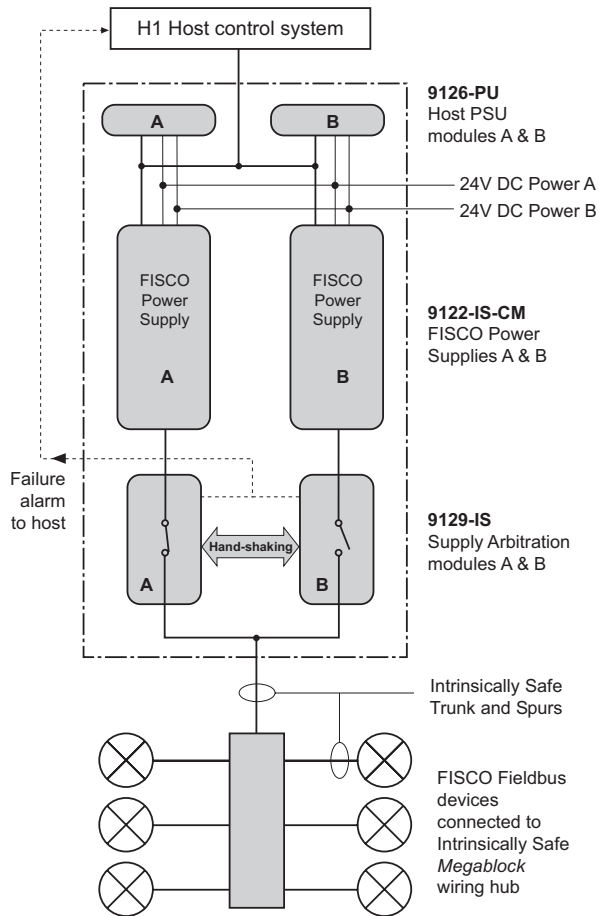 H1 Host control system
A
B
9126-PU
Host PSU
modules A & B
24V DC Power A
24V DC Power B
FISCO
Power
Supply
A
FISCO
Power
Supply
B
9122-IS-CM
FISCO Power
Supplies A & B
Failure
alarm
to host
A
Hand-shaking
B
9129-IS
Supply Arbitration
modules A & B
Intrinsically Safe
Trunk and Spurs
FISCO Fieldbus
devices
connected to
Intrinsically Safe
Megablock
wiring hub